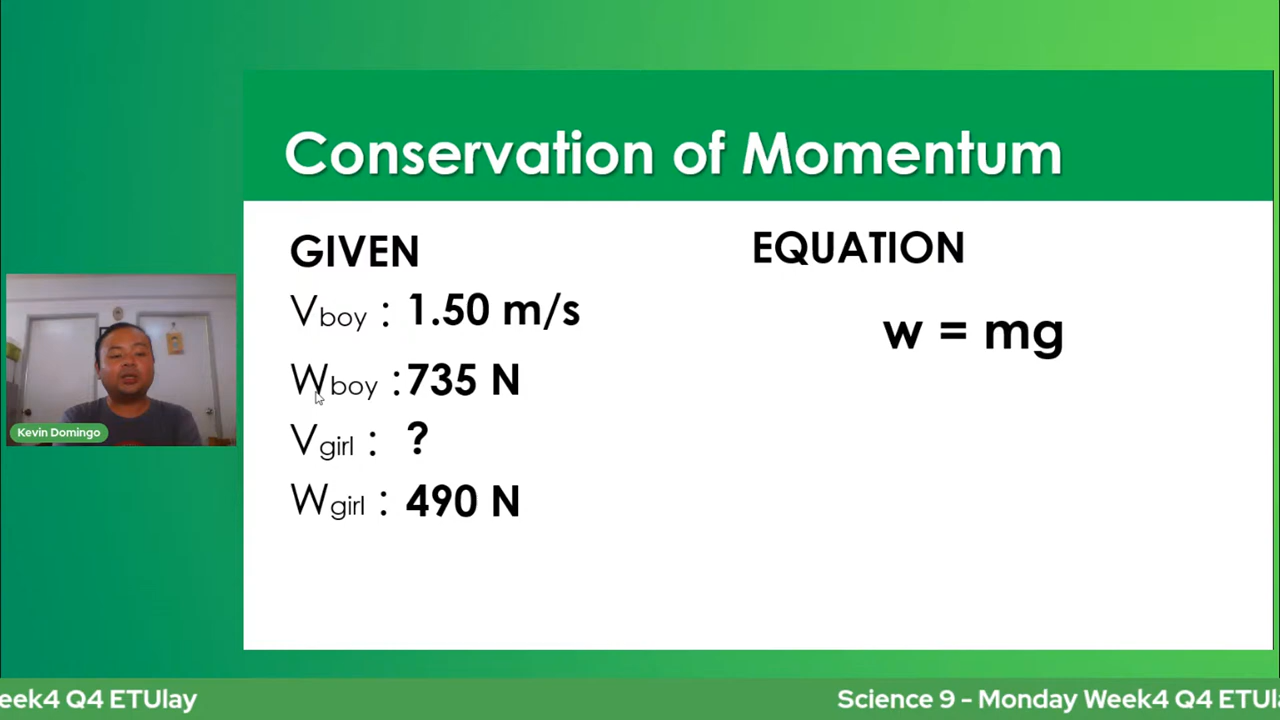 Conservation of Momentum
GIVEN
Vboy : 1.50 m/s
Wboy : 735 N
Vgirl : ?
Wgirl : 490 N
EQUATION
w = mg
Kevin Domingo
eek4 Q4 ETUlay
Science 9 - Monday Week4 Q4 ETUl